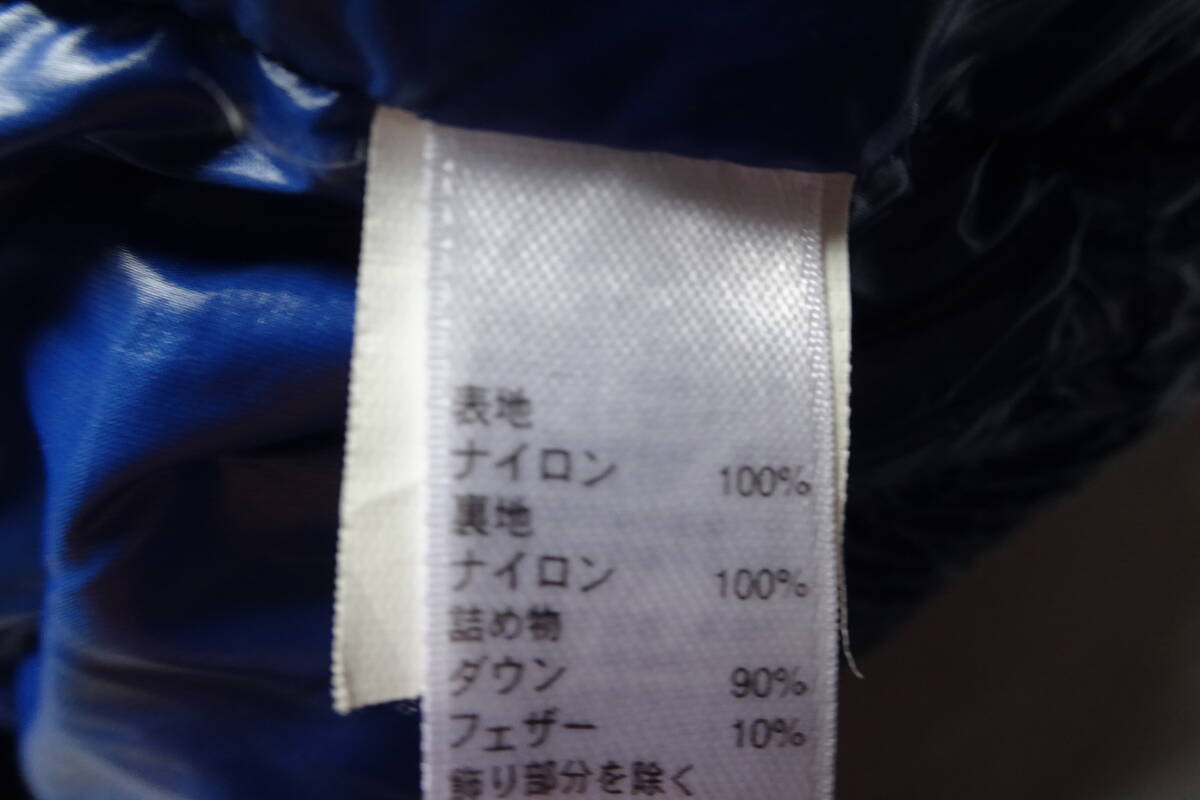 表地
ナイロン 100%
裏地
ナイロン 100%
詰め物
ダウン 90%
フェザー 10%
飾り部分を除く